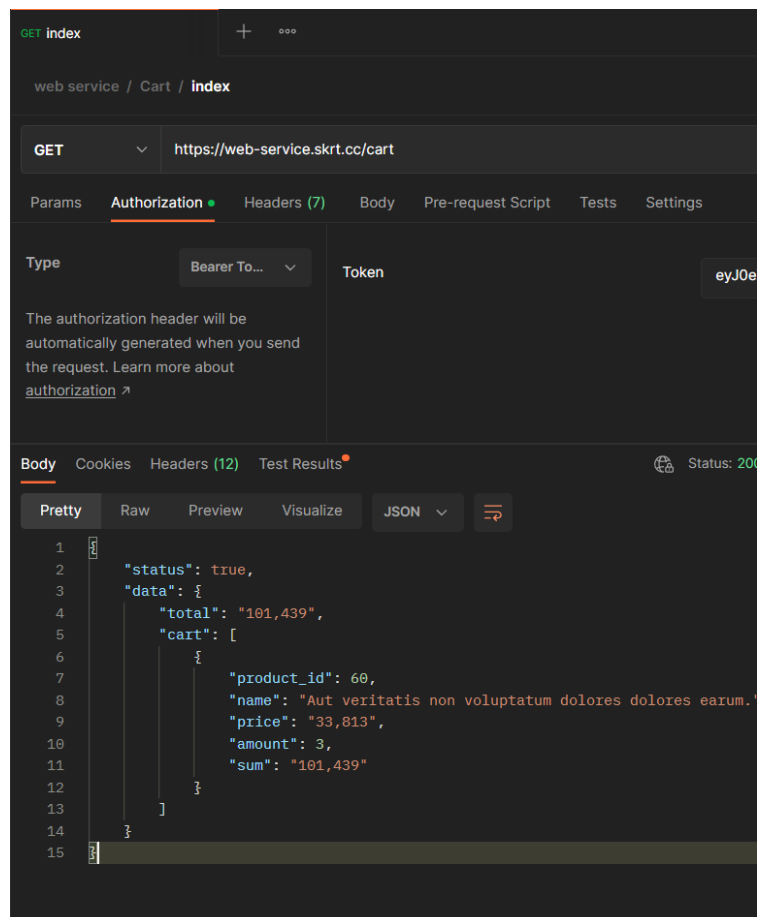 GET index
web service / Cart / index
GET https://web-service.skrt.cc/cart
Params Authorization Headers (7) Body Pre-request Script Tests Settings
Type Bearer To... Token eyJ0e
The authorization header will be
automatically generated when you send
the request. Learn more about
authorization ↗
Body Cookies Headers (12) Test Results Status: 200
Pretty Raw Preview Visualize JSON
1 {
2 "status": true,
3 "data": {
4 "total": "101,439",
5 "cart": [
6 {
7 "product_id": 60,
8 "name": "Aut veritatis non voluptatum dolores dolores earum."
9 "price": "33,813",
10 "amount": 3,
11 "sum": "101,439"
12 }
13 ]
14 }
15 }